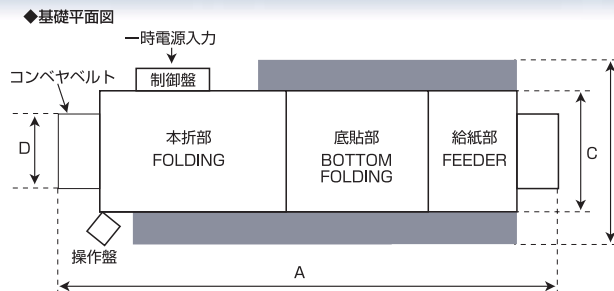 ◆基礎平面図
一時電源入力
コンベヤベルト
制御盤
本折部
FOLDING
底貼部
BOTTOM
FOLDING
給紙部
FEEDER
D
C
操作盤
A